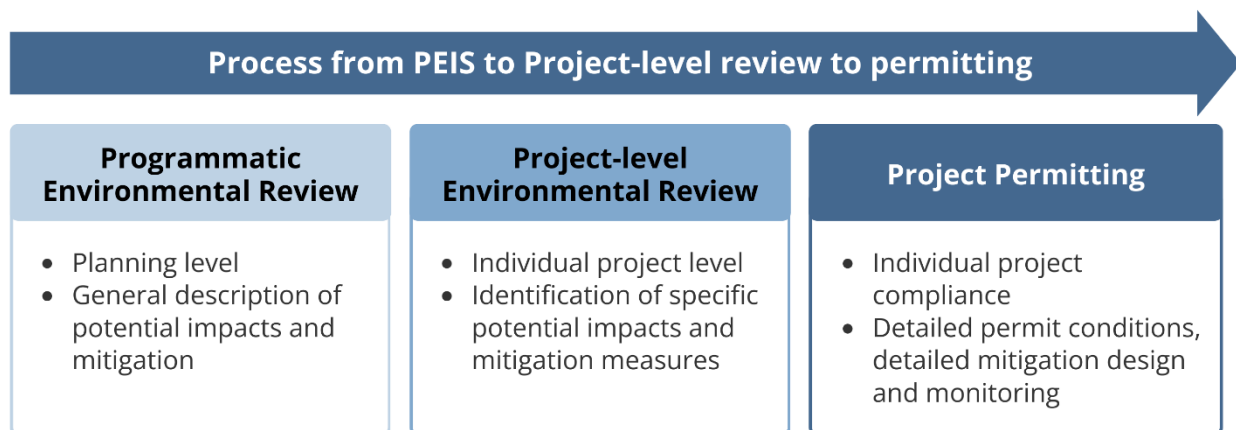 Process from PEIS to Project-level review to permitting
Programmatic
Environmental Review
• Planning level
• General description of
potential impacts and
mitigation
Project-level
Environmental Review
• Individual project level
• Identification of specific
potential impacts and
mitigation measures
Project Permitting
• Individual project
compliance
• Detailed permit conditions,
detailed mitigation design
and monitoring